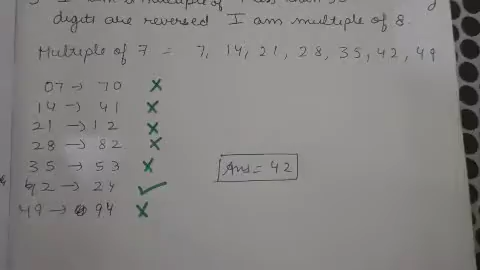 digits are reversed I am multiple of 8.
Multiple of 7 = 7, 14, 21, 28, 35, 42, 49
07 → 70 ✗
14 → 41 ✗
21 → 12 ✗
28 → 82 ✗
35 → 53 ✗
42 → 24 ✓
49 → 94 ✗
Ans = 42